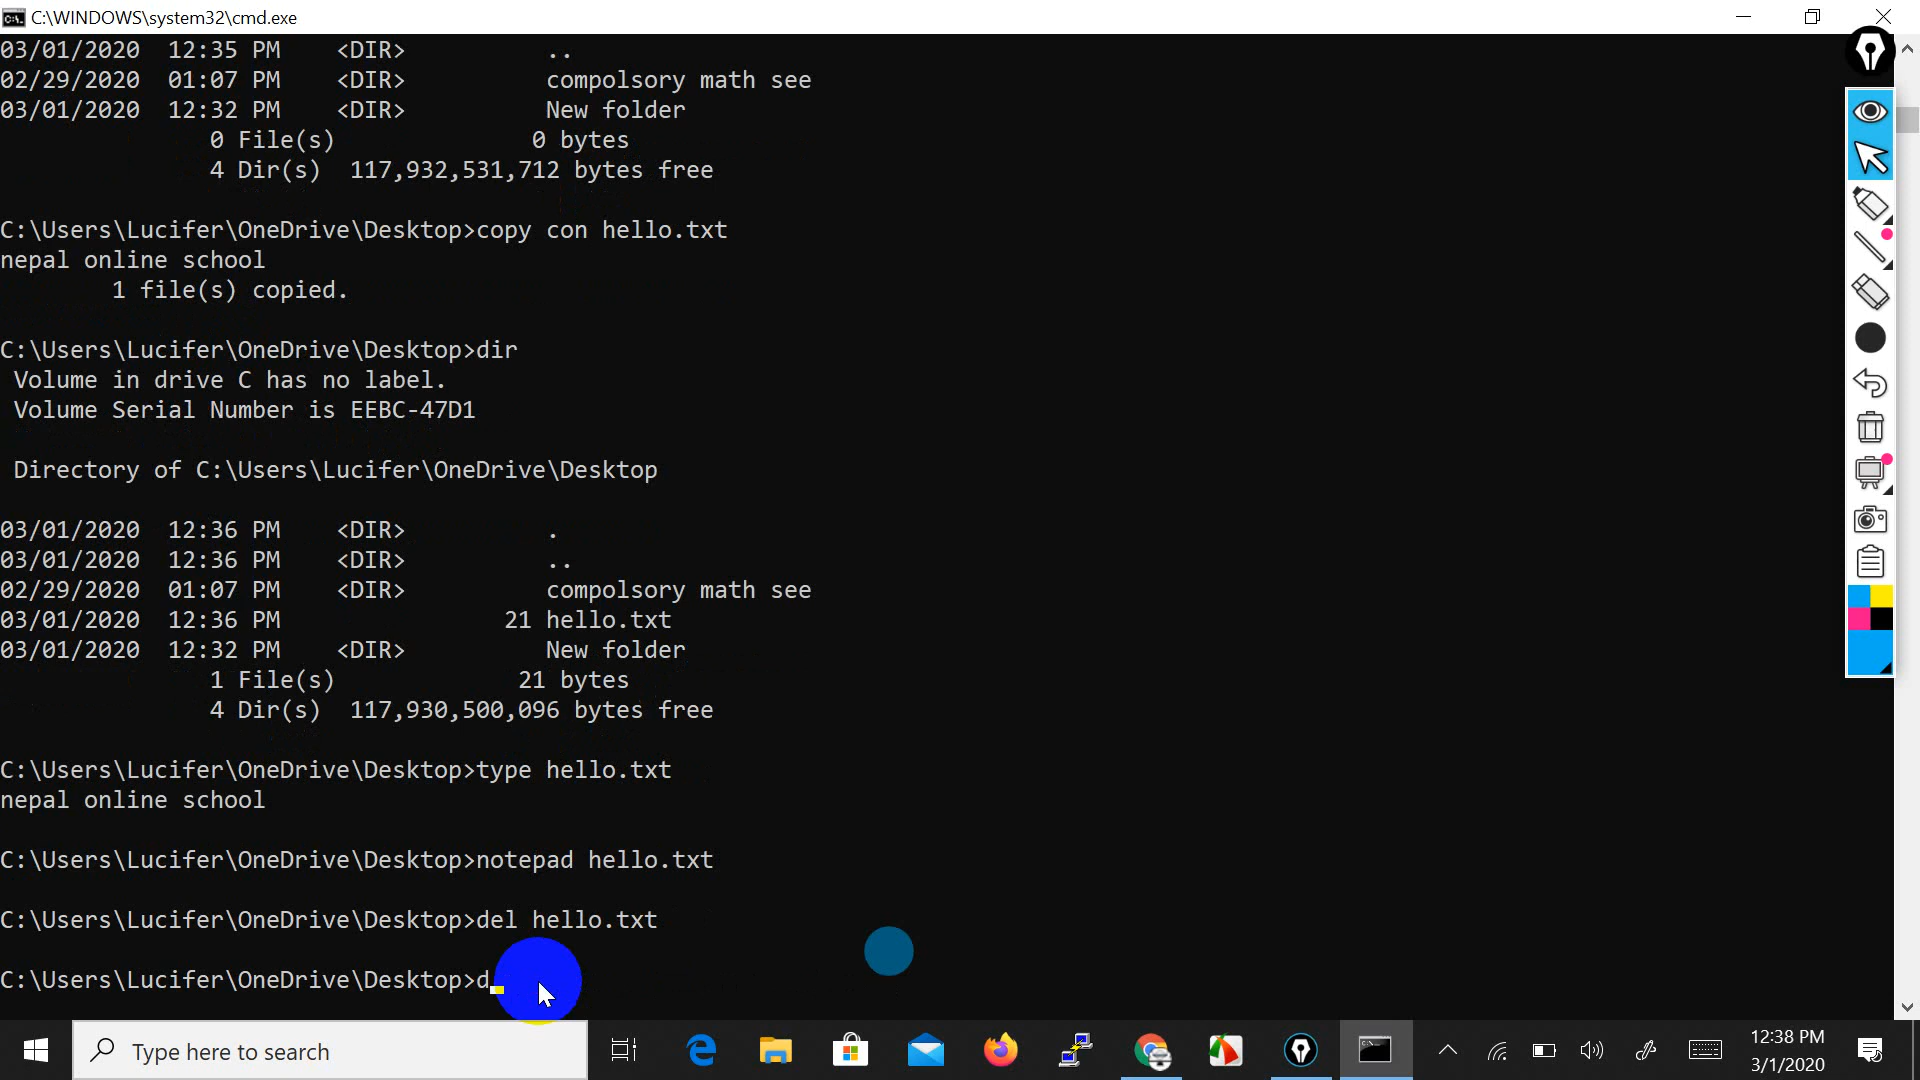 C:\WINDOWS\system32\cmd.exe
03/01/2020  12:35 PM    <DIR>          ..
02/29/2020  01:07 PM    <DIR>          compolsory math see
03/01/2020  12:32 PM    <DIR>          New folder
               0 File(s)              0 bytes
               4 Dir(s)  117,932,531,712 bytes free
C:\Users\Lucifer\OneDrive\Desktop>copy con hello.txt
nepal online school
        1 file(s) copied.
C:\Users\Lucifer\OneDrive\Desktop>dir
 Volume in drive C has no label.
 Volume Serial Number is EEBC-47D1
 Directory of C:\Users\Lucifer\OneDrive\Desktop
03/01/2020  12:36 PM    <DIR>          .
03/01/2020  12:36 PM    <DIR>          ..
02/29/2020  01:07 PM    <DIR>          compolsory math see
03/01/2020  12:36 PM                21 hello.txt
03/01/2020  12:32 PM    <DIR>          New folder
               1 File(s)             21 bytes
               4 Dir(s)  117,930,500,096 bytes free
C:\Users\Lucifer\OneDrive\Desktop>type hello.txt
nepal online school
C:\Users\Lucifer\OneDrive\Desktop>notepad hello.txt
C:\Users\Lucifer\OneDrive\Desktop>del hello.txt
C:\Users\Lucifer\OneDrive\Desktop>d
Type here to search
12:38 PM
3/1/2020